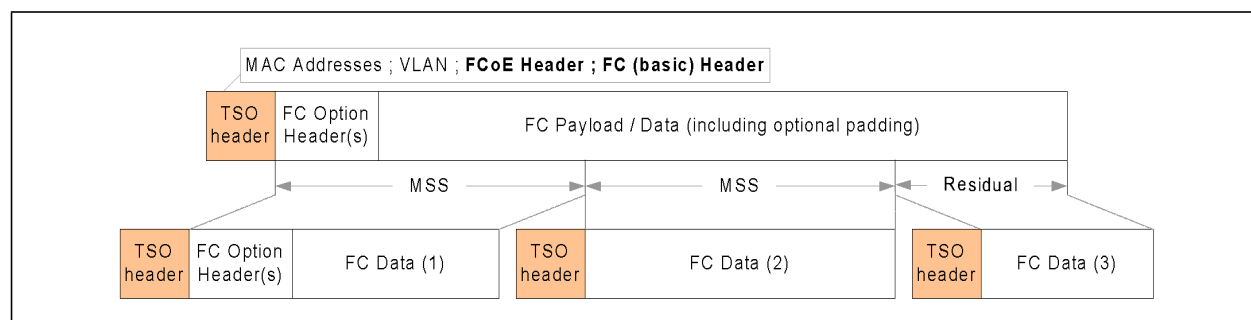 MAC Addresses ; VLAN ; FCoE Header ; FC (basic) Header
TSO
header
FC Option
Header(s)
FC Payload / Data (including optional padding)
MSS
MSS
Residual
TSO
header
FC Option
Header(s)
FC Data (1)
TSO
header
FC Data (2)
TSO
header
FC Data (3)